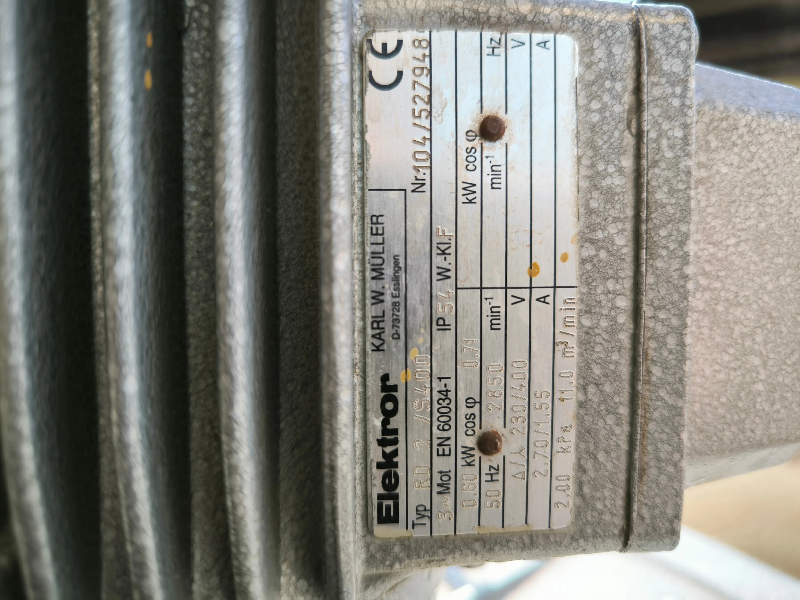 Elektror KARL W. MÜLLER
D-73728 Esslingen
CE
Typ RD 2 /S400 Nr. 104/527948
3~Mot EN 60034-1 IP 54 W.-Kl. F
0.60 kW cos φ 0.71 kW cos φ
50 Hz 2850 min⁻¹ Hz min⁻¹
Δ/⅄ 230/400 V V
2.70/1.55 A A
2.00 kPa 11.0 m³/min